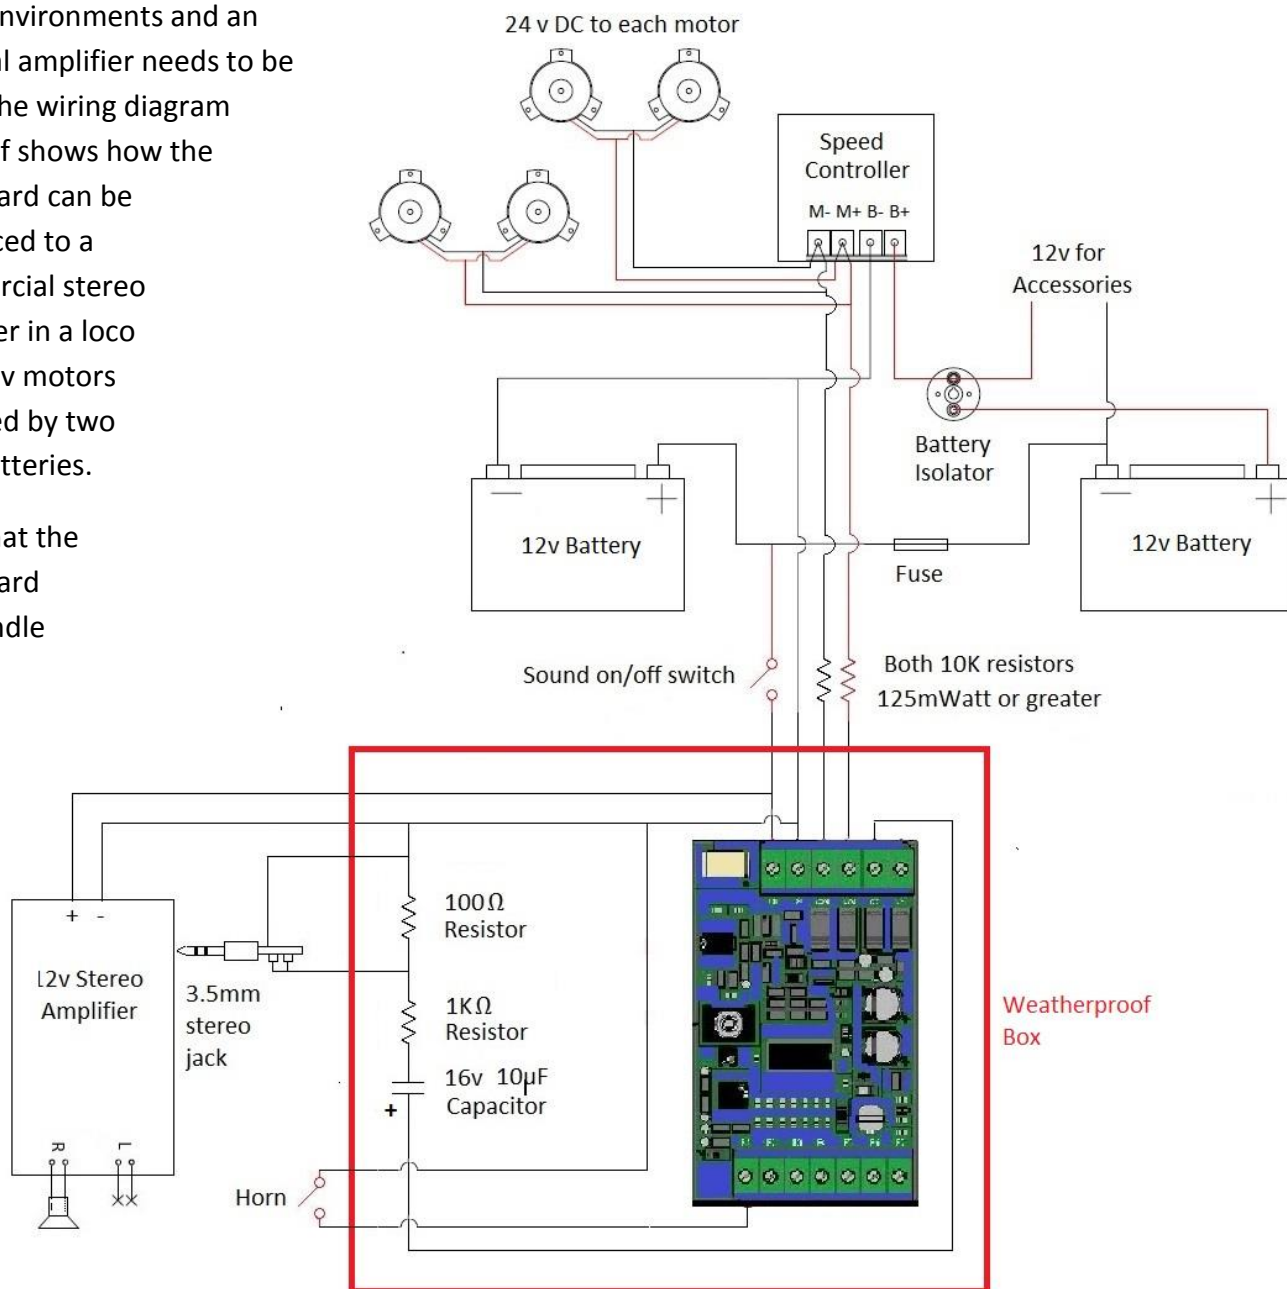 nvironments and an
l amplifier needs to be
he wiring diagram
f shows how the
ard can be
ced to a
rcial stereo
er in a loco
v motors
ed by two
tteries.
at the
ard
ndle
24 v DC to each motor
Speed
Controller
M- M+ B- B+
12v for
Accessories
Battery
Isolator
12v Battery
12v Battery
Fuse
Sound on/off switch
Both 10K resistors
125mWatt or greater
+ -
12v Stereo
Amplifier
R L
3.5mm
stereo
jack
100Ω
Resistor
1KΩ
Resistor
16v 10µF
Capacitor
+
Horn
Weatherproof
Box